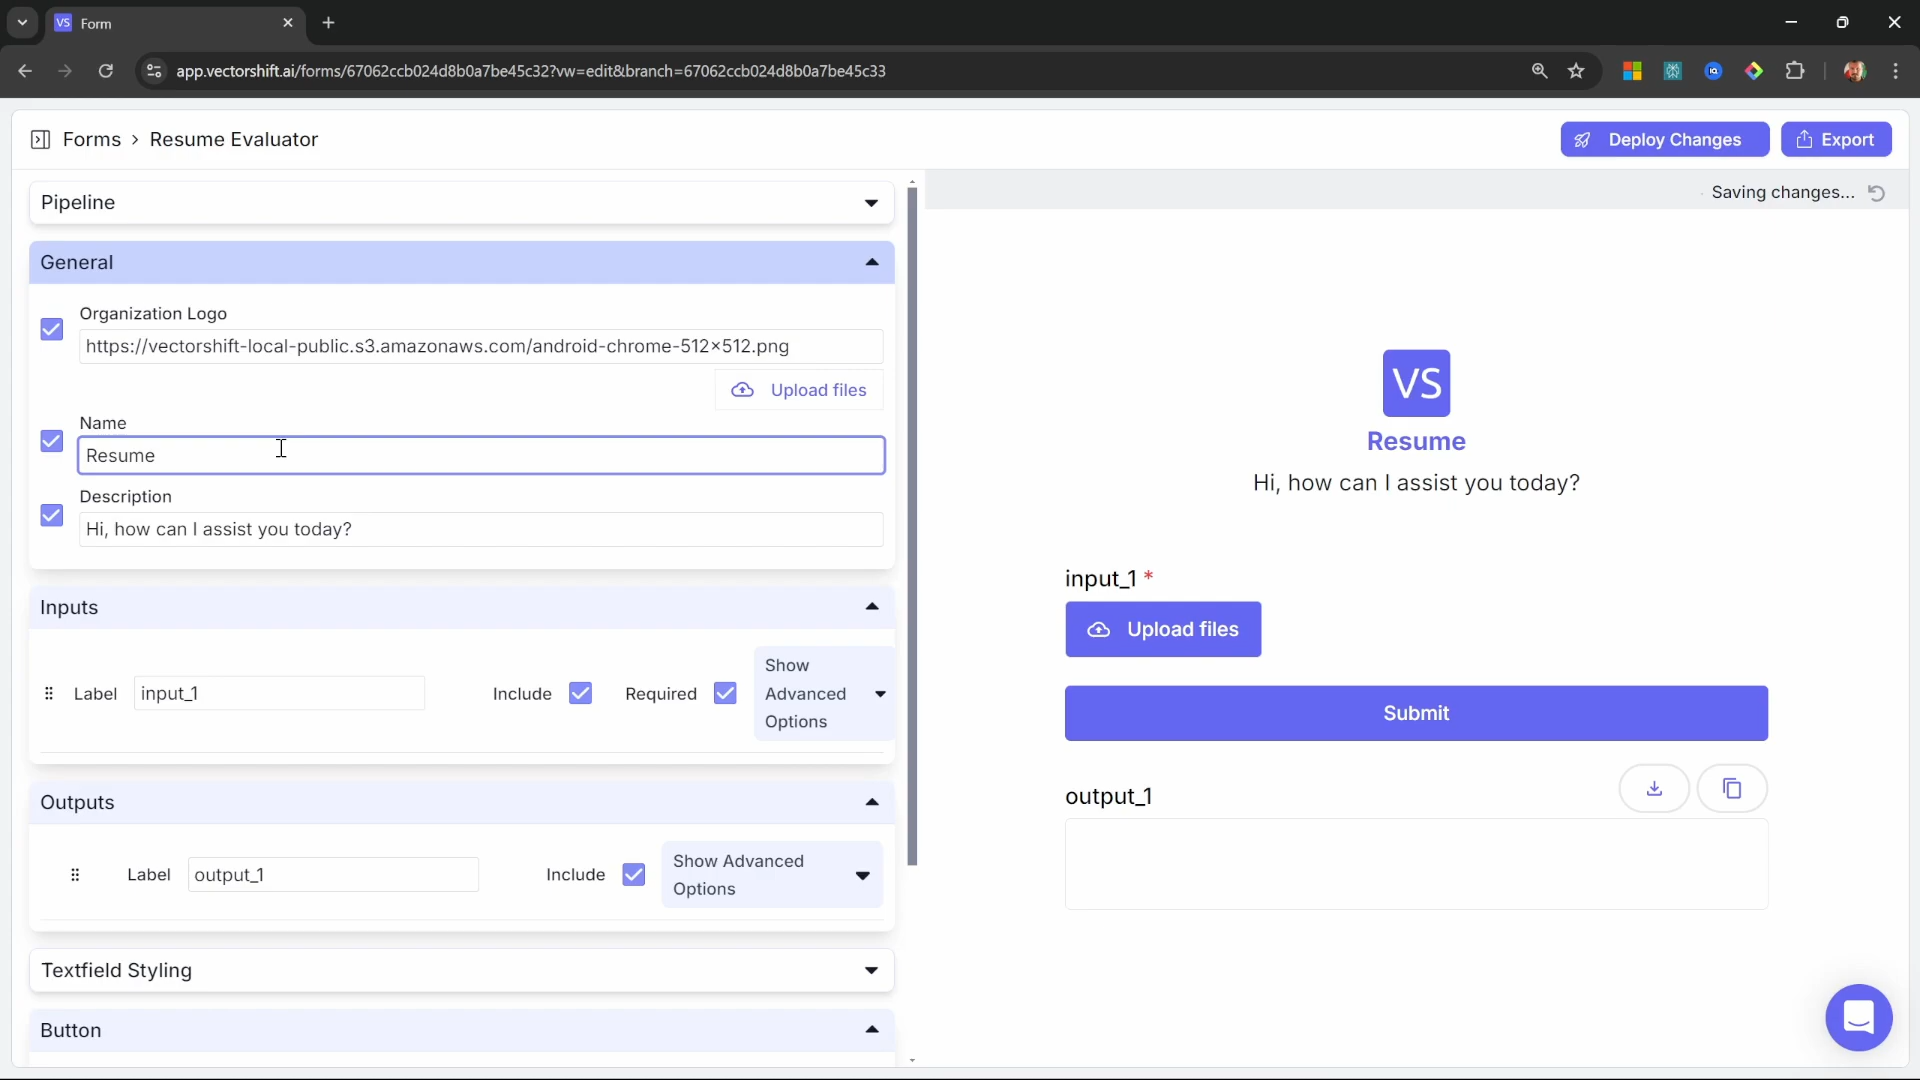 VS Form
app.vectorshift.ai/forms/67062ccb024d8b0a7be45c32?vw=edit&branch=67062ccb024d8b0a7be45c33
Forms > Resume Evaluator
Deploy Changes
Export
Pipeline
Saving changes...
General
Organization Logo
https://vectorshift-local-public.s3.amazonaws.com/android-chrome-512×512.png
Upload files
Name
Resume
Description
Hi, how can I assist you today?
Inputs
Label input_1 Include Required Show Advanced Options
Outputs
Label output_1 Include Show Advanced Options
Textfield Styling
Button
VS
Resume
Hi, how can I assist you today?
input_1 *
Upload files
Submit
output_1